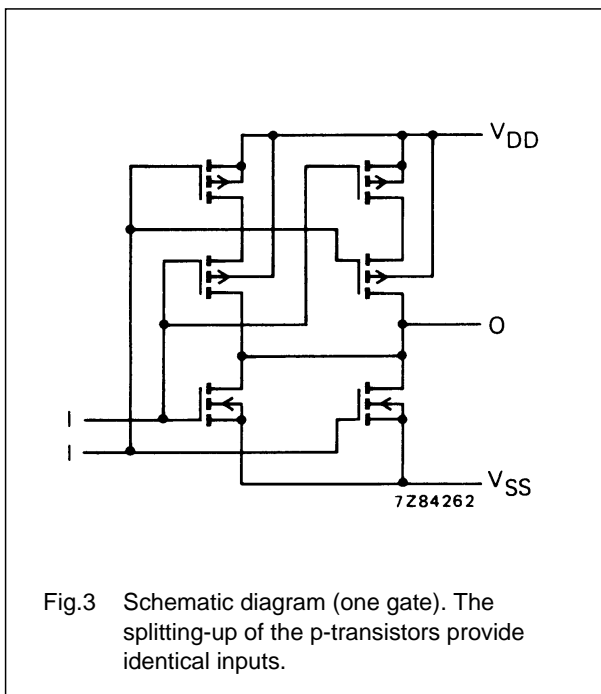 V_DD
O
I
I
V_SS
7Z84262
Fig.3 Schematic diagram (one gate). The
splitting-up of the p-transistors provide
identical inputs.